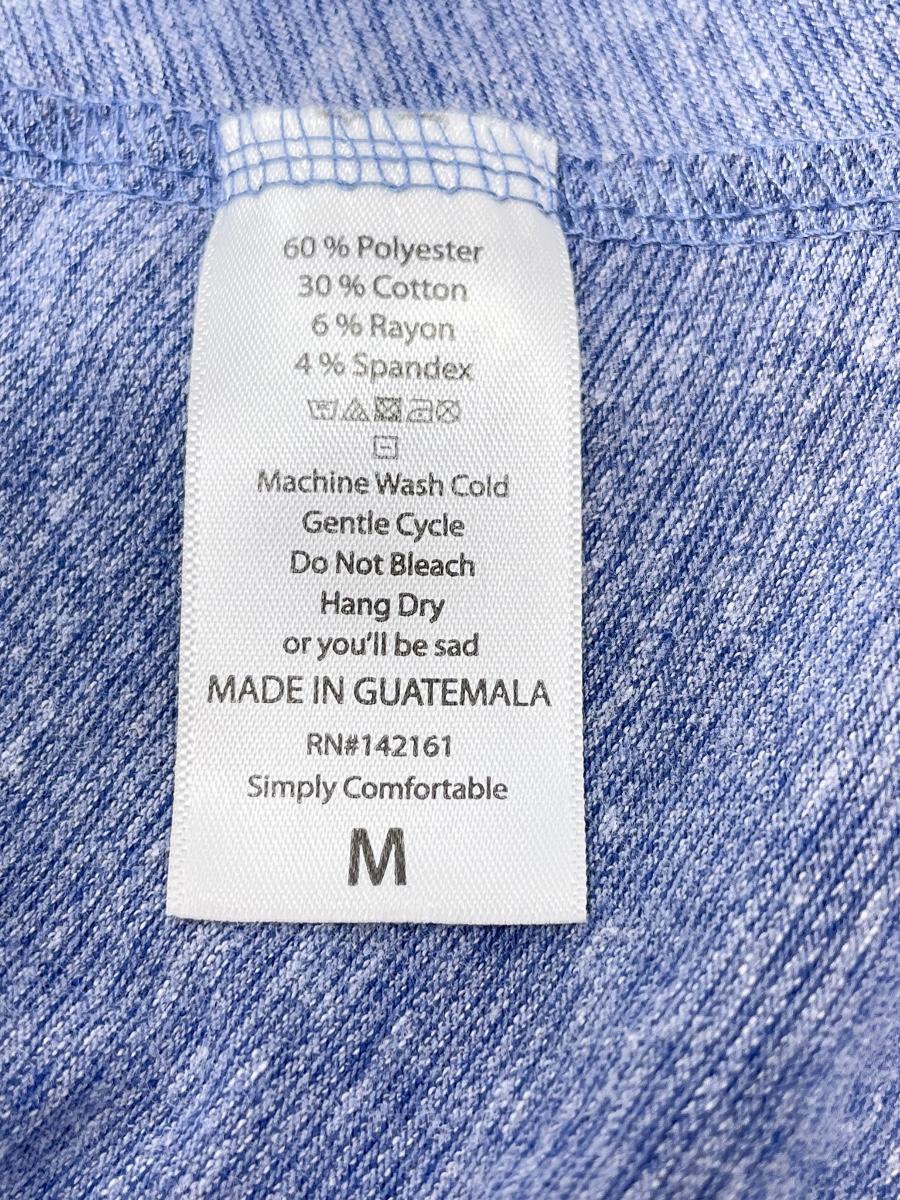 60 % Polyester
30 % Cotton
6 % Rayon
4 % Spandex
Machine Wash Cold
Gentle Cycle
Do Not Bleach
Hang Dry
or you'll be sad
MADE IN GUATEMALA
RN#142161
Simply Comfortable
M